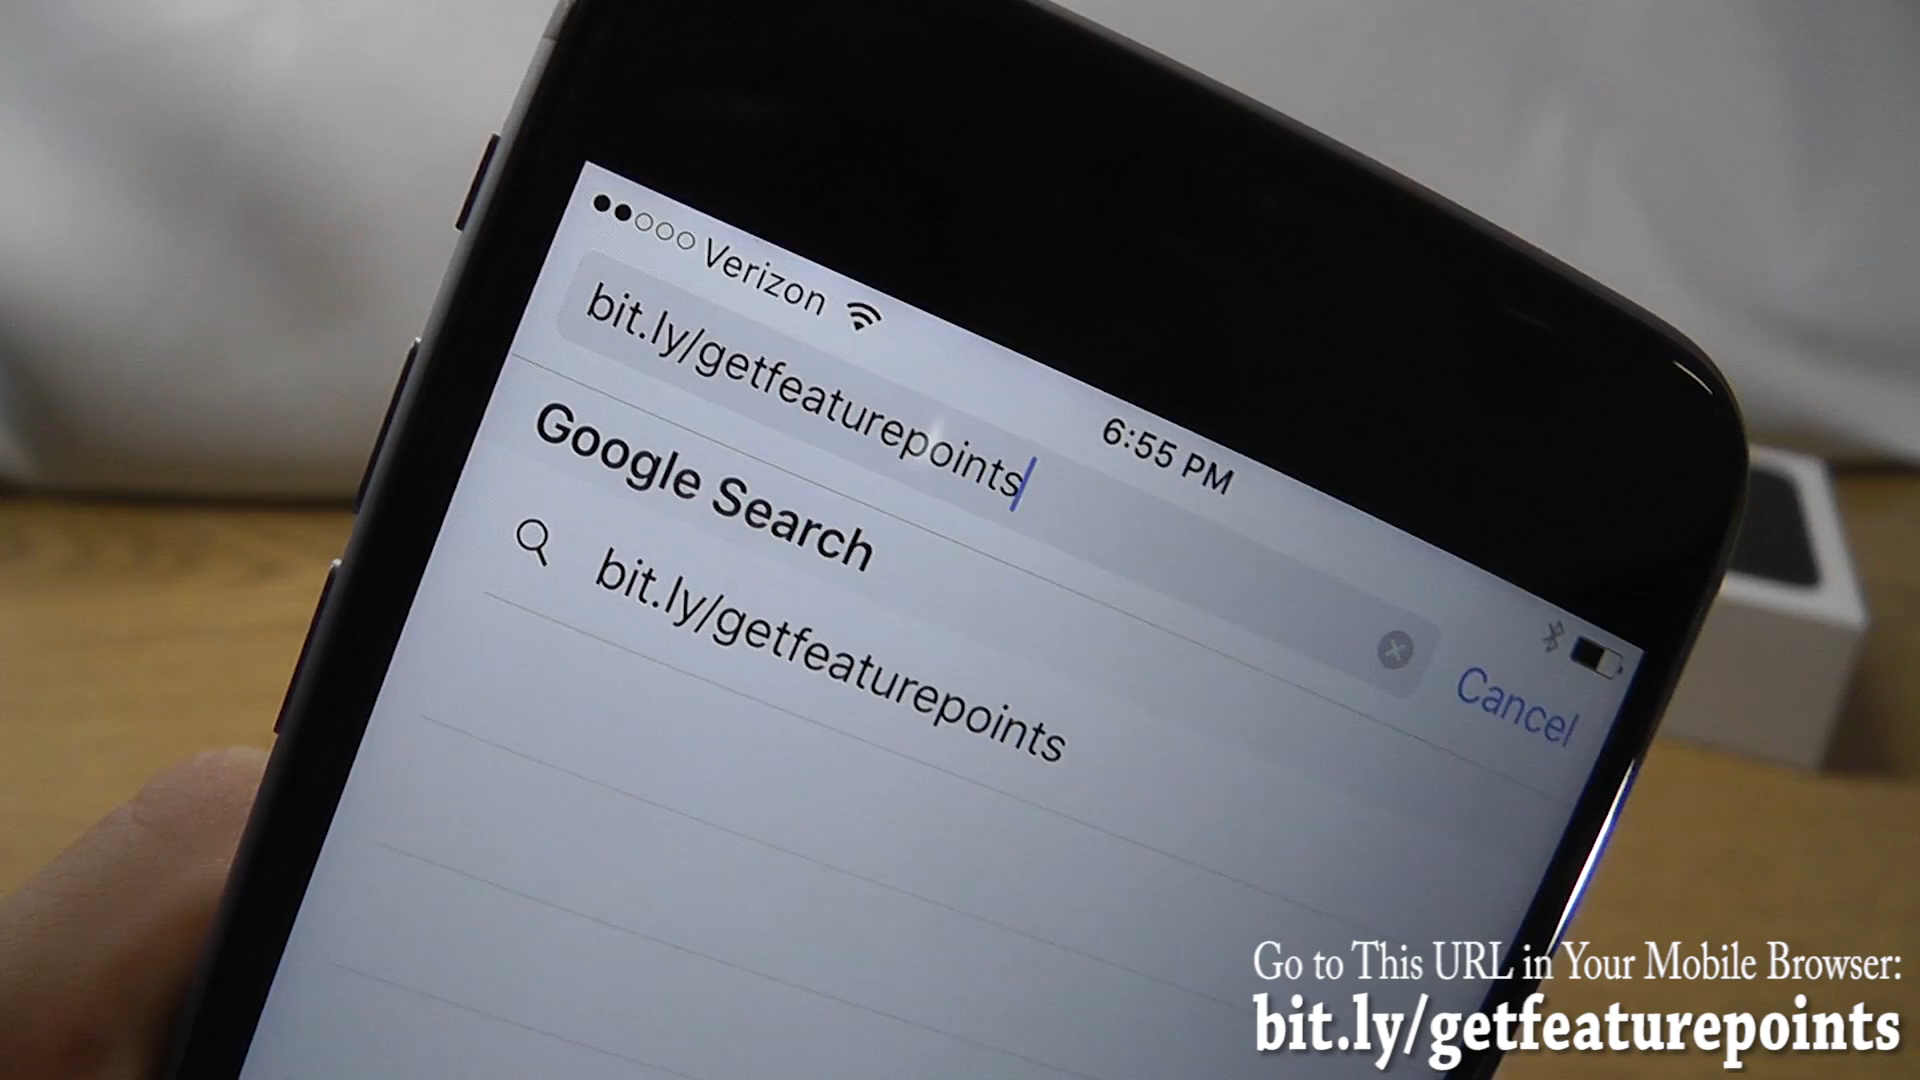 Verizon
6:55 PM
bit.ly/getfeaturepoints
Cancel
Google Search
bit.ly/getfeaturepoints
Go to This URL in Your Mobile Browser:
bit.ly/getfeaturepoints